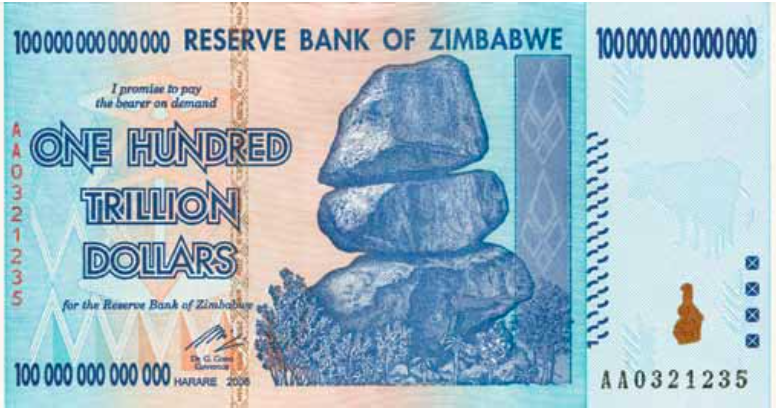 100 000 000 000 000 RESERVE BANK OF ZIMBABWE 100 000 000 000 000
I promise to pay
the bearer on demand
ONE HUNDRED
TRILLION
DOLLARS
for the Reserve Bank of Zimbabwe
Dr. G. Gono
Governor
100 000 000 000 000 HARARE 2008
AA0321235
AA0321235